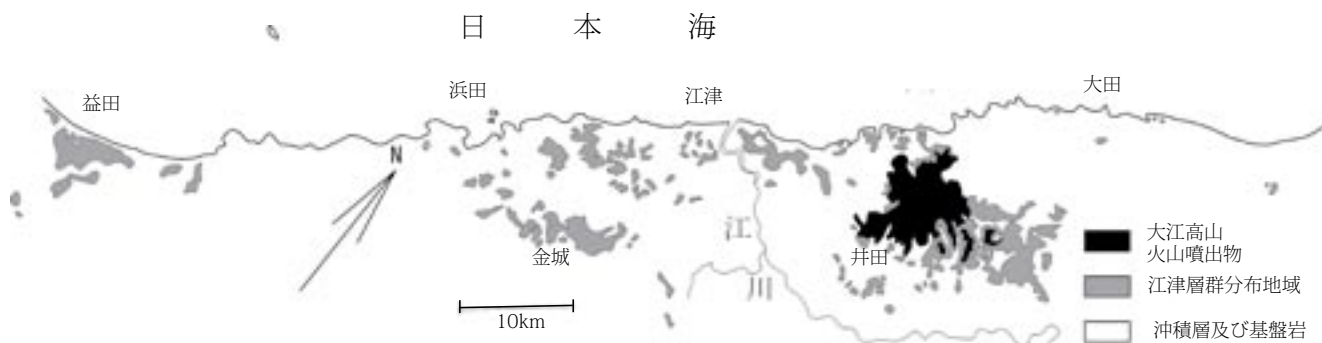 日本海
益田
浜田
江津
大田
N
金城
江川
井田
10km
大江高山
火山噴出物
江津層群分布地域
沖積層及び基盤岩